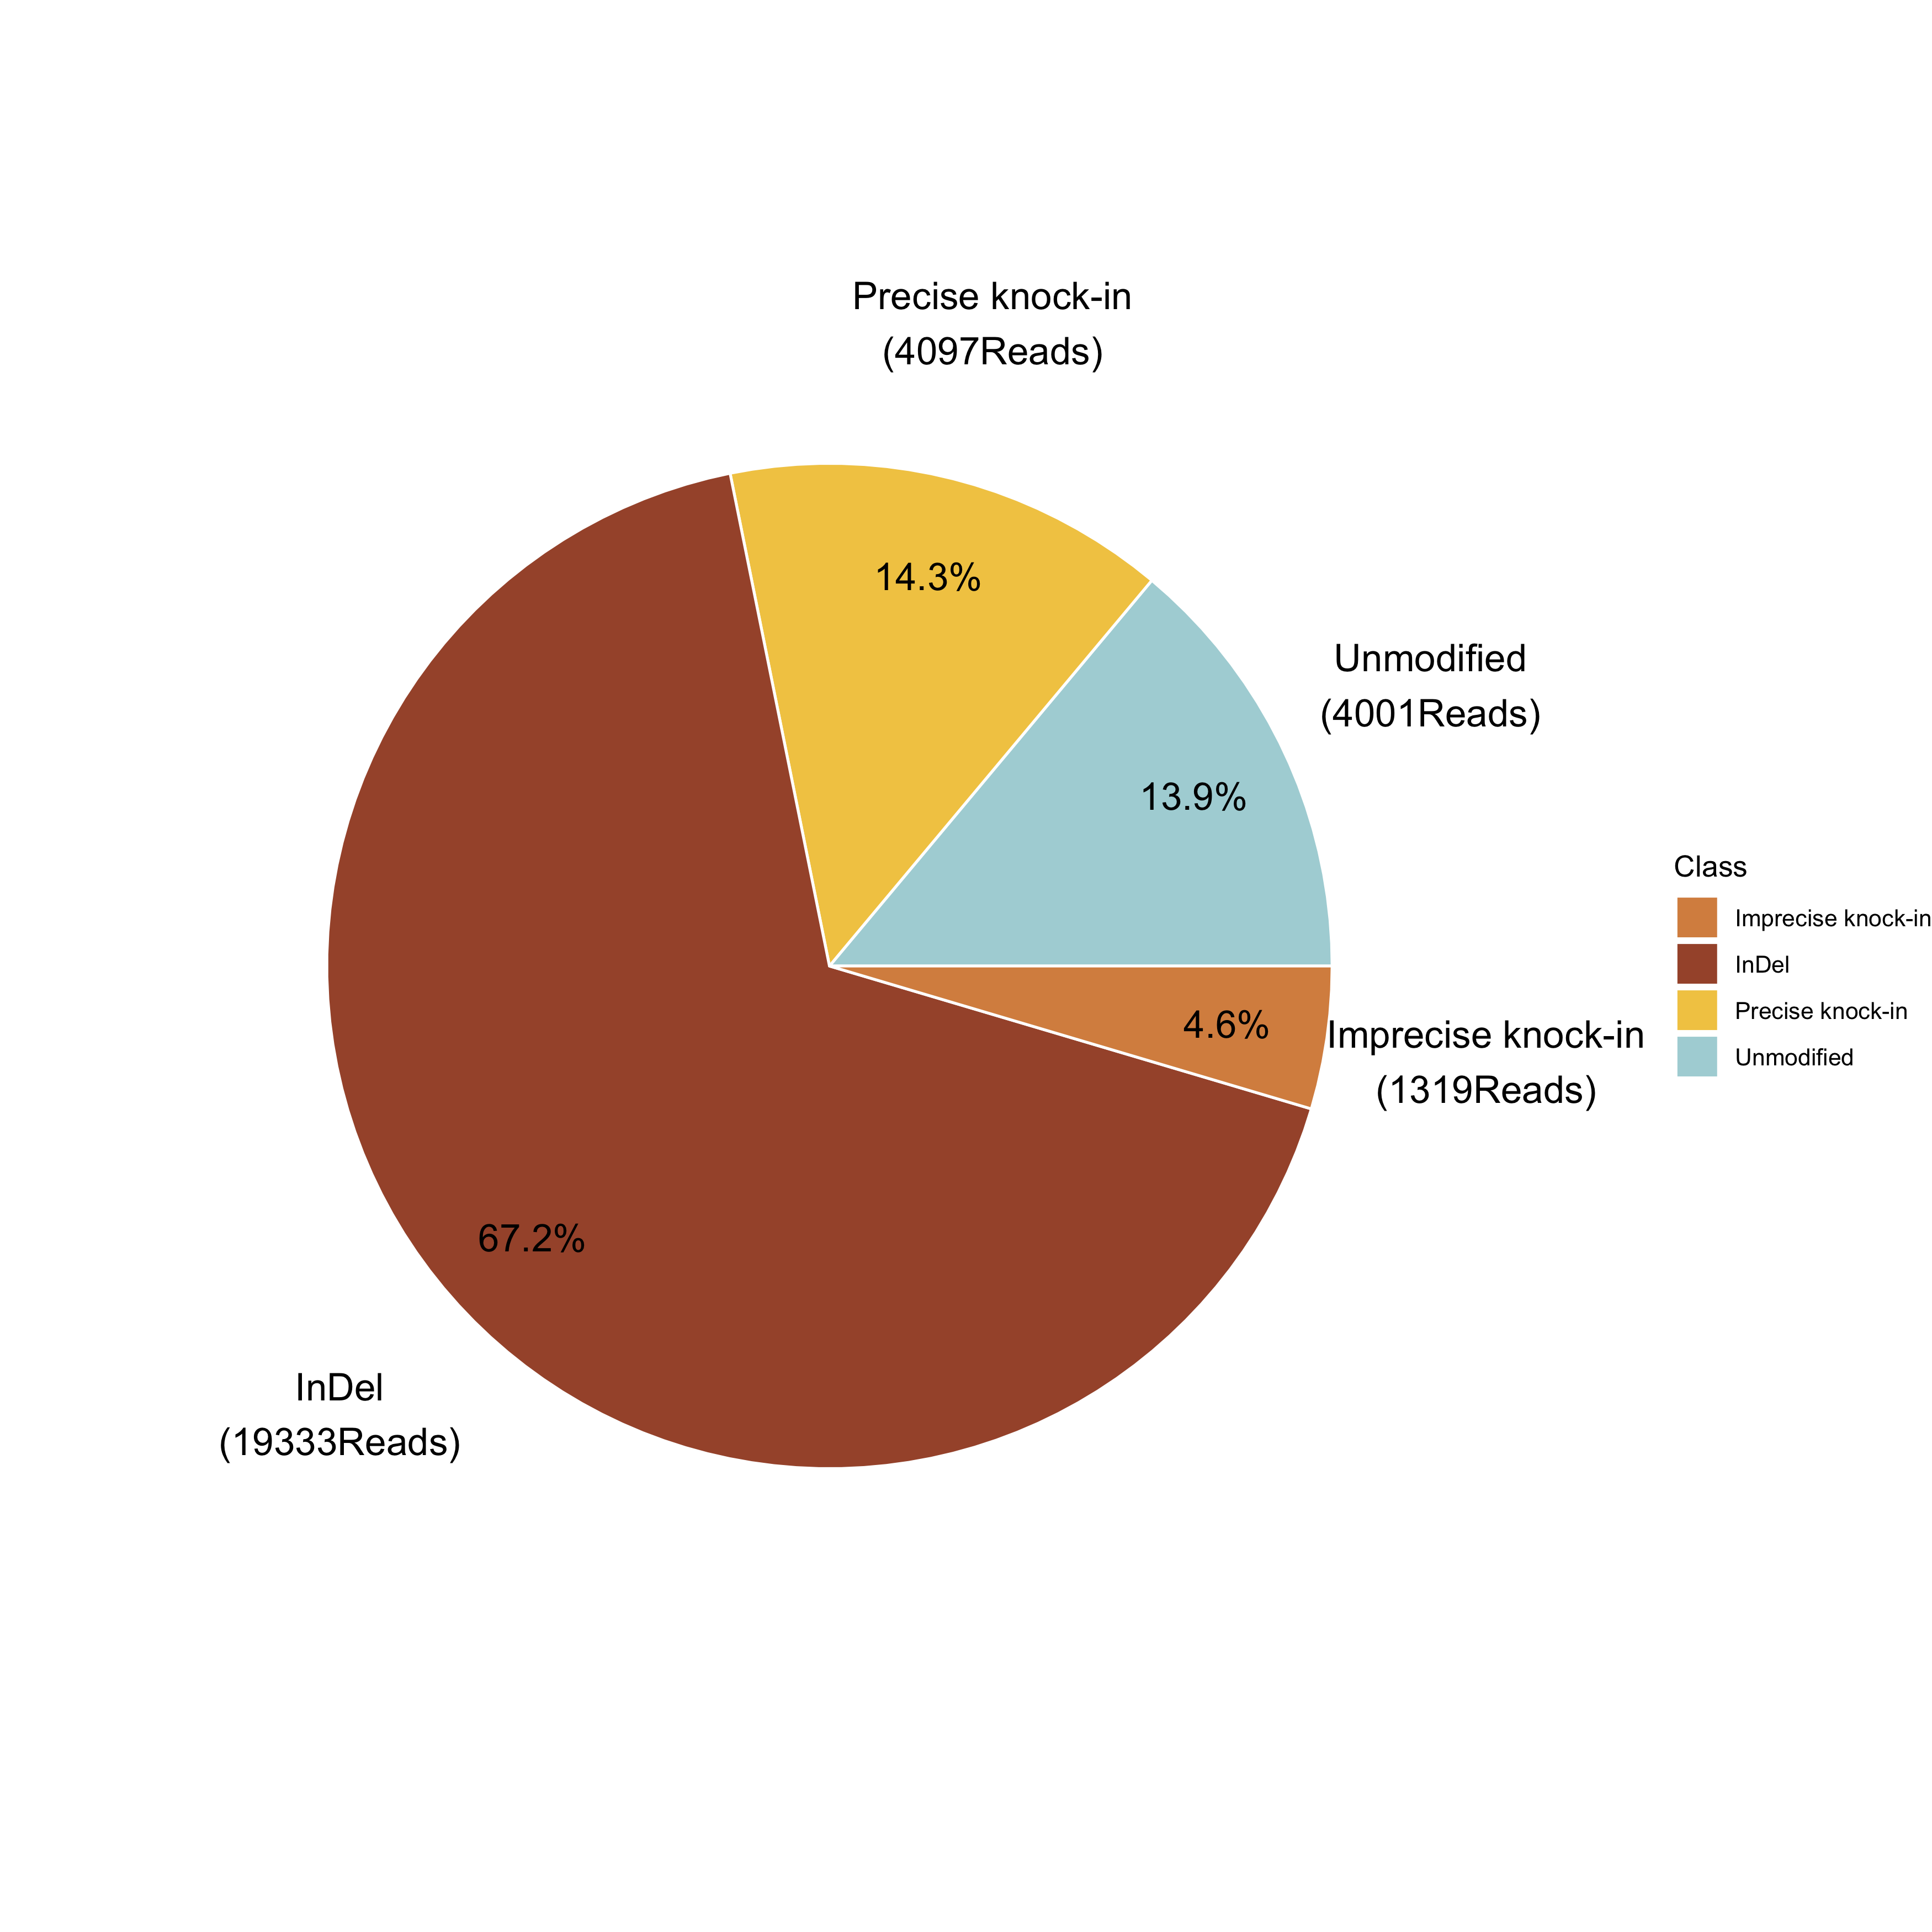 Precise knock-in
(4097Reads)
14.3%
Unmodified
(4001Reads)
13.9%
Class
Imprecise knock-in
InDel
Precise knock-in
Unmodified
4.6%
Imprecise knock-in
(1319Reads)
67.2%
InDel
(19333Reads)